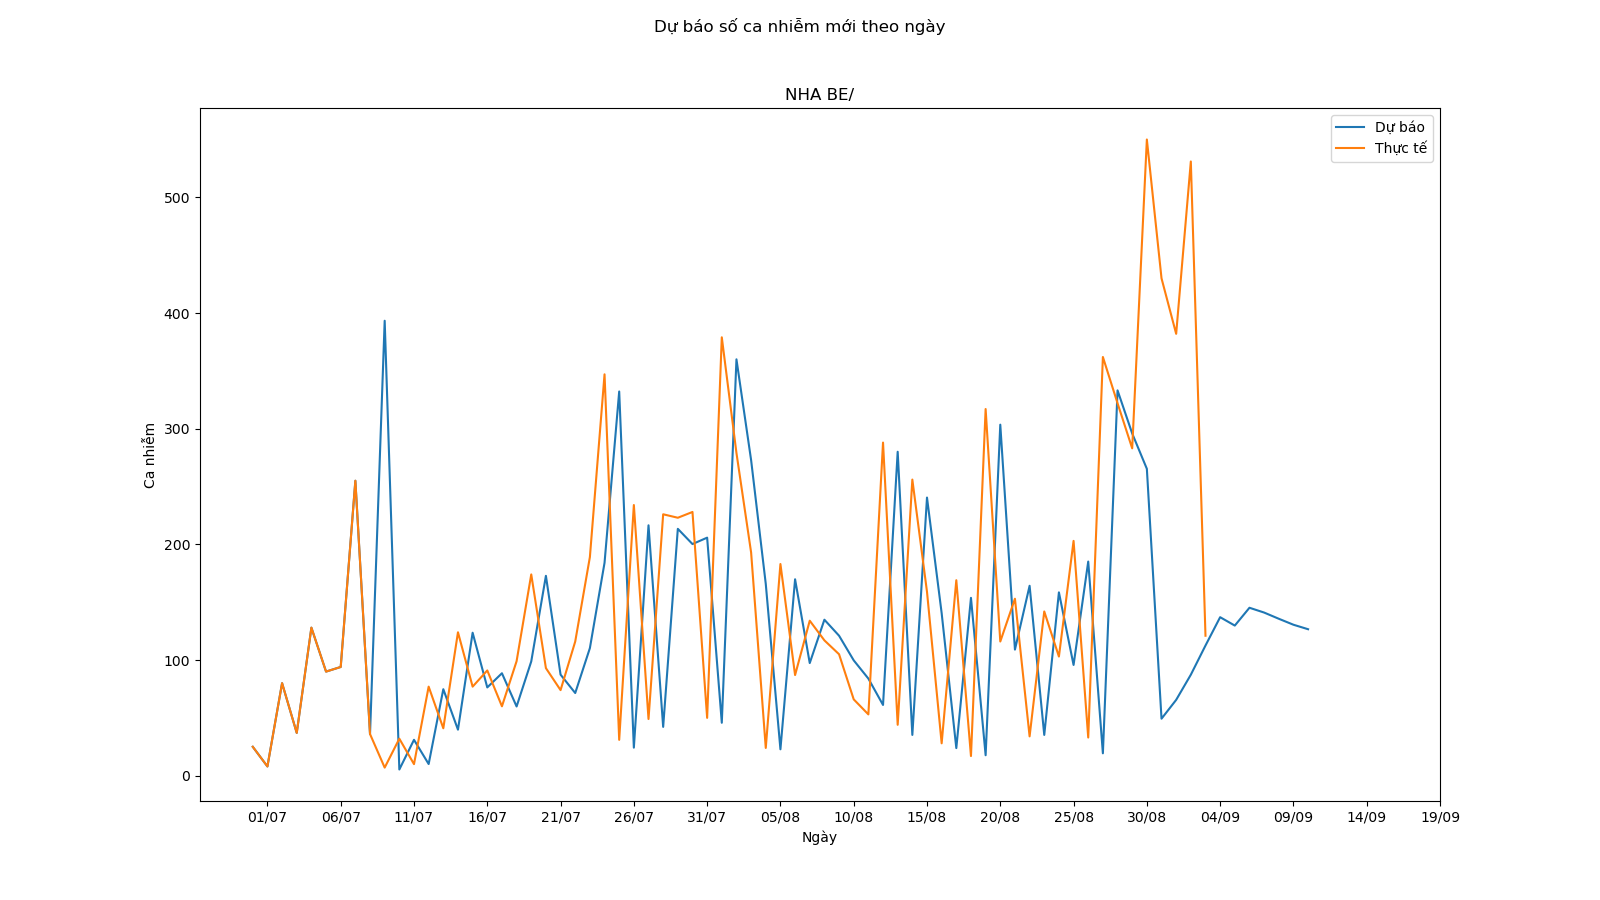 Dự báo số ca nhiễm mới theo ngày
NHA BE/
Dự báo
Thực tế
500
400
300
200
100
0
Ca nhiễm
01/07 06/07 11/07 16/07 21/07 26/07 31/07 05/08 10/08 15/08 20/08 25/08 30/08 04/09 09/09 14/09 19/09
Ngày